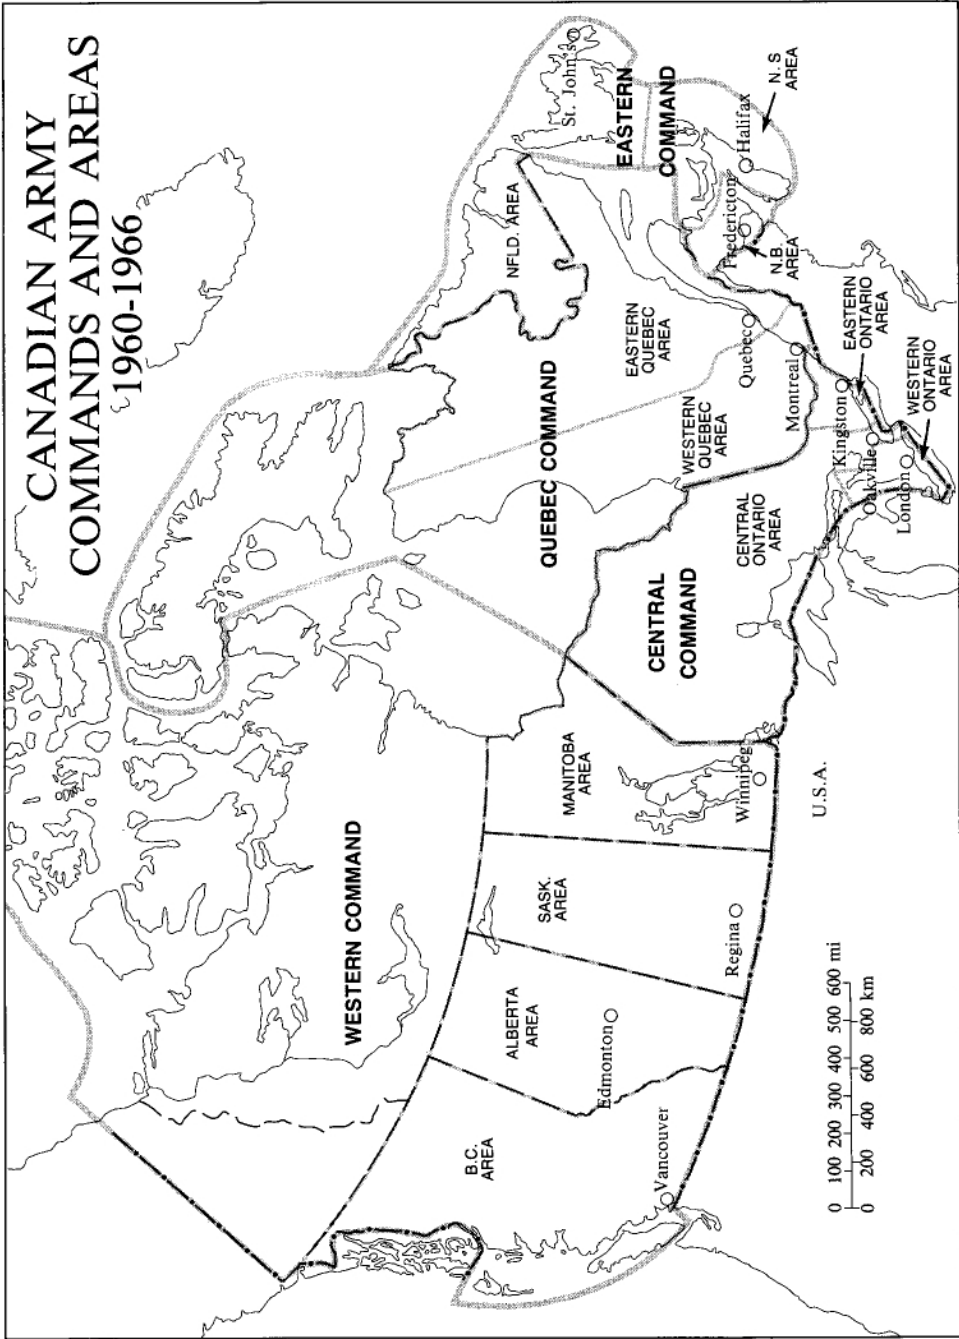 CANADIAN ARMY
COMMANDS AND AREAS
1960-1966
WESTERN COMMAND
B.C.
AREA
ALBERTA
AREA
SASK.
AREA
MANITOBA
AREA
Vancouver
Edmonton
Regina
Winnipeg
CENTRAL
COMMAND
CENTRAL
ONTARIO
AREA
WESTERN
ONTARIO
AREA
EASTERN
ONTARIO
AREA
London
Oakville
Kingston
QUEBEC COMMAND
WESTERN
QUEBEC
AREA
EASTERN
QUEBEC
AREA
Montreal
Quebec
EASTERN
COMMAND
NFLD. AREA
N.B.
AREA
N.S
AREA
St. John's
Fredericton
Halifax
U.S.A.
0 100 200 300 400 500 600 mi
0 200 400 600 800 km